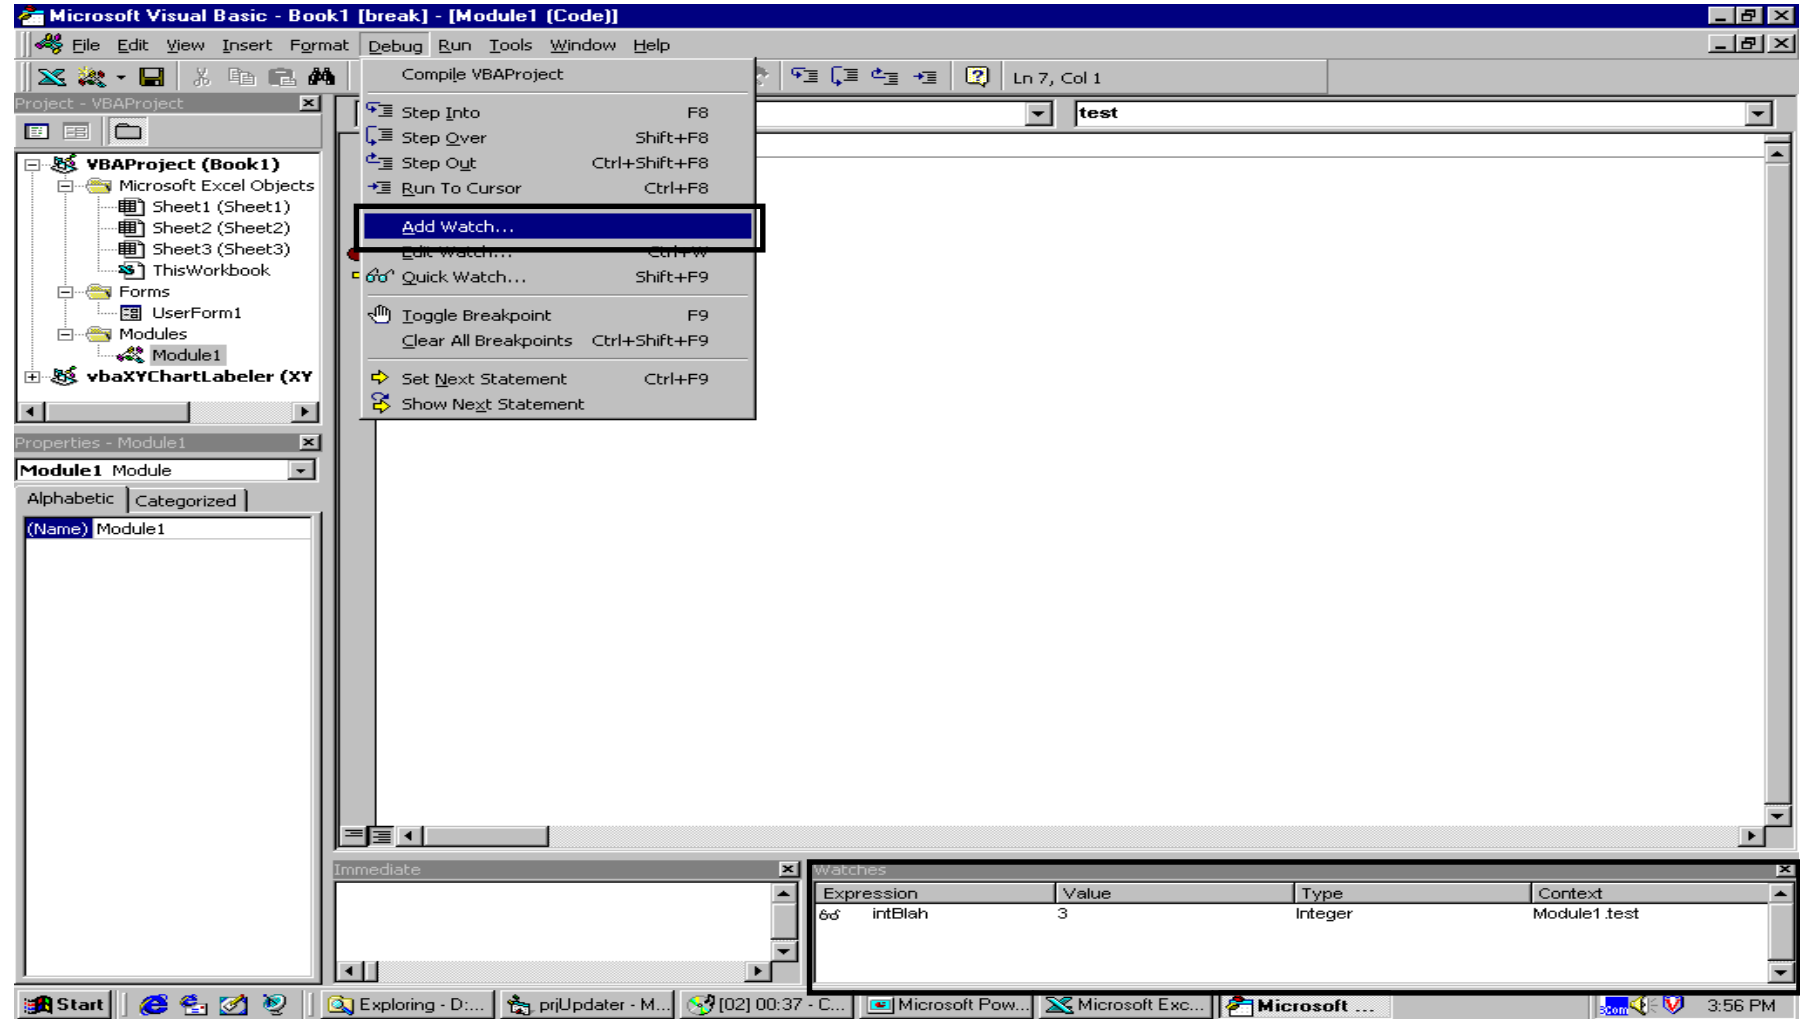 Microsoft Visual Basic - Book1 [break] - [Module1 (Code)]
File Edit View Insert Format Debug Run Tools Window Help
Ln 7, Col 1
Project - VBAProject
VBAProject (Book1)
Microsoft Excel Objects
Sheet1 (Sheet1)
Sheet2 (Sheet2)
Sheet3 (Sheet3)
ThisWorkbook
Forms
UserForm1
Modules
Module1
vbaXYChartLabeler (XY
Properties - Module1
Module1 Module
Alphabetic Categorized
(Name) Module1
Compile VBAProject
Step Into F8
Step Over Shift+F8
Step Out Ctrl+Shift+F8
Run To Cursor Ctrl+F8
Add Watch...
Edit Watch... Ctrl+W
Quick Watch... Shift+F9
Toggle Breakpoint F9
Clear All Breakpoints Ctrl+Shift+F9
Set Next Statement Ctrl+F9
Show Next Statement
test
Immediate
Watches
Expression Value Type Context
intBlah 3 Integer Module1.test
Start Exploring - D:... prjUpdater - M... [02] 00:37 - C... Microsoft Pow... Microsoft Exc... Microsoft ... 3Com 3:56 PM